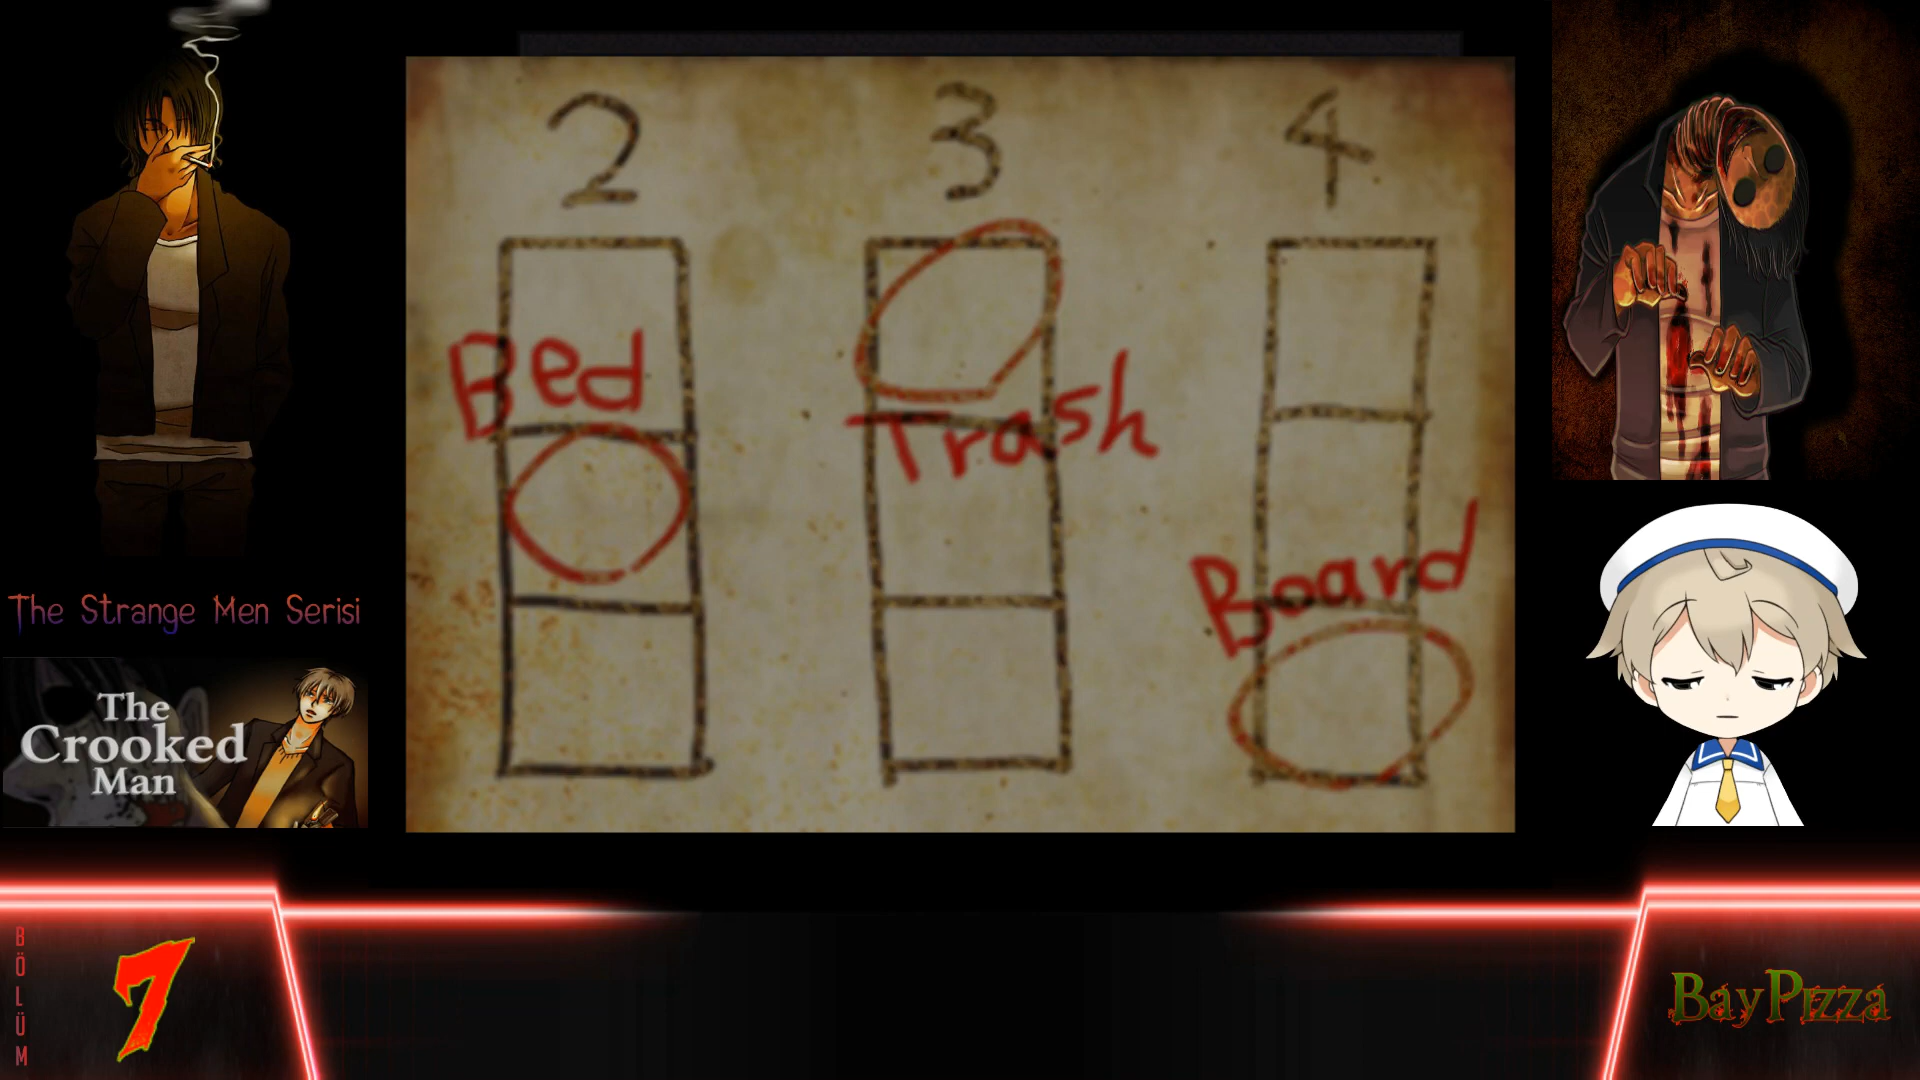 2 3 4
Bed
Trash
Board
The Strange Men Serisi
The
Crooked
Man
BÖLÜM
7
BayPizza